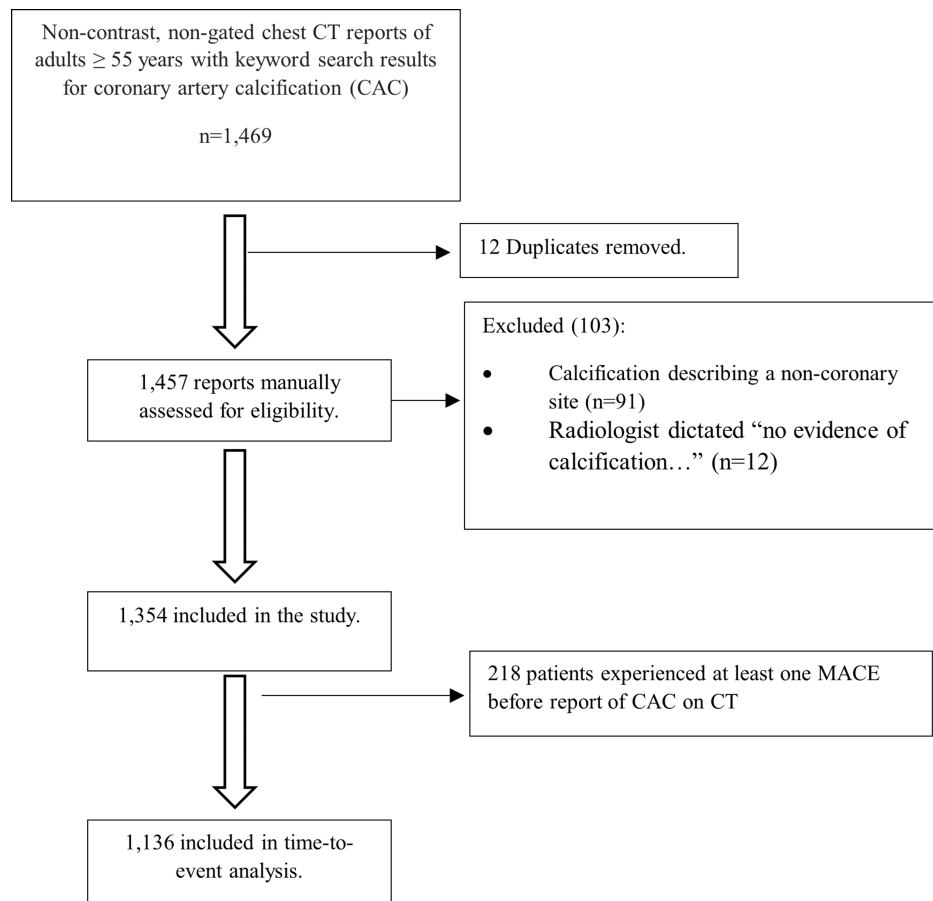 Non-contrast, non-gated chest CT reports of
adults ≥ 55 years with keyword search results
for coronary artery calcification (CAC)
n=1,469
12 Duplicates removed.
1,457 reports manually
assessed for eligibility.
Excluded (103):
• Calcification describing a non-coronary
site (n=91)
• Radiologist dictated “no evidence of
calcification…” (n=12)
1,354 included in the study.
218 patients experienced at least one MACE
before report of CAC on CT
1,136 included in time-to-
event analysis.